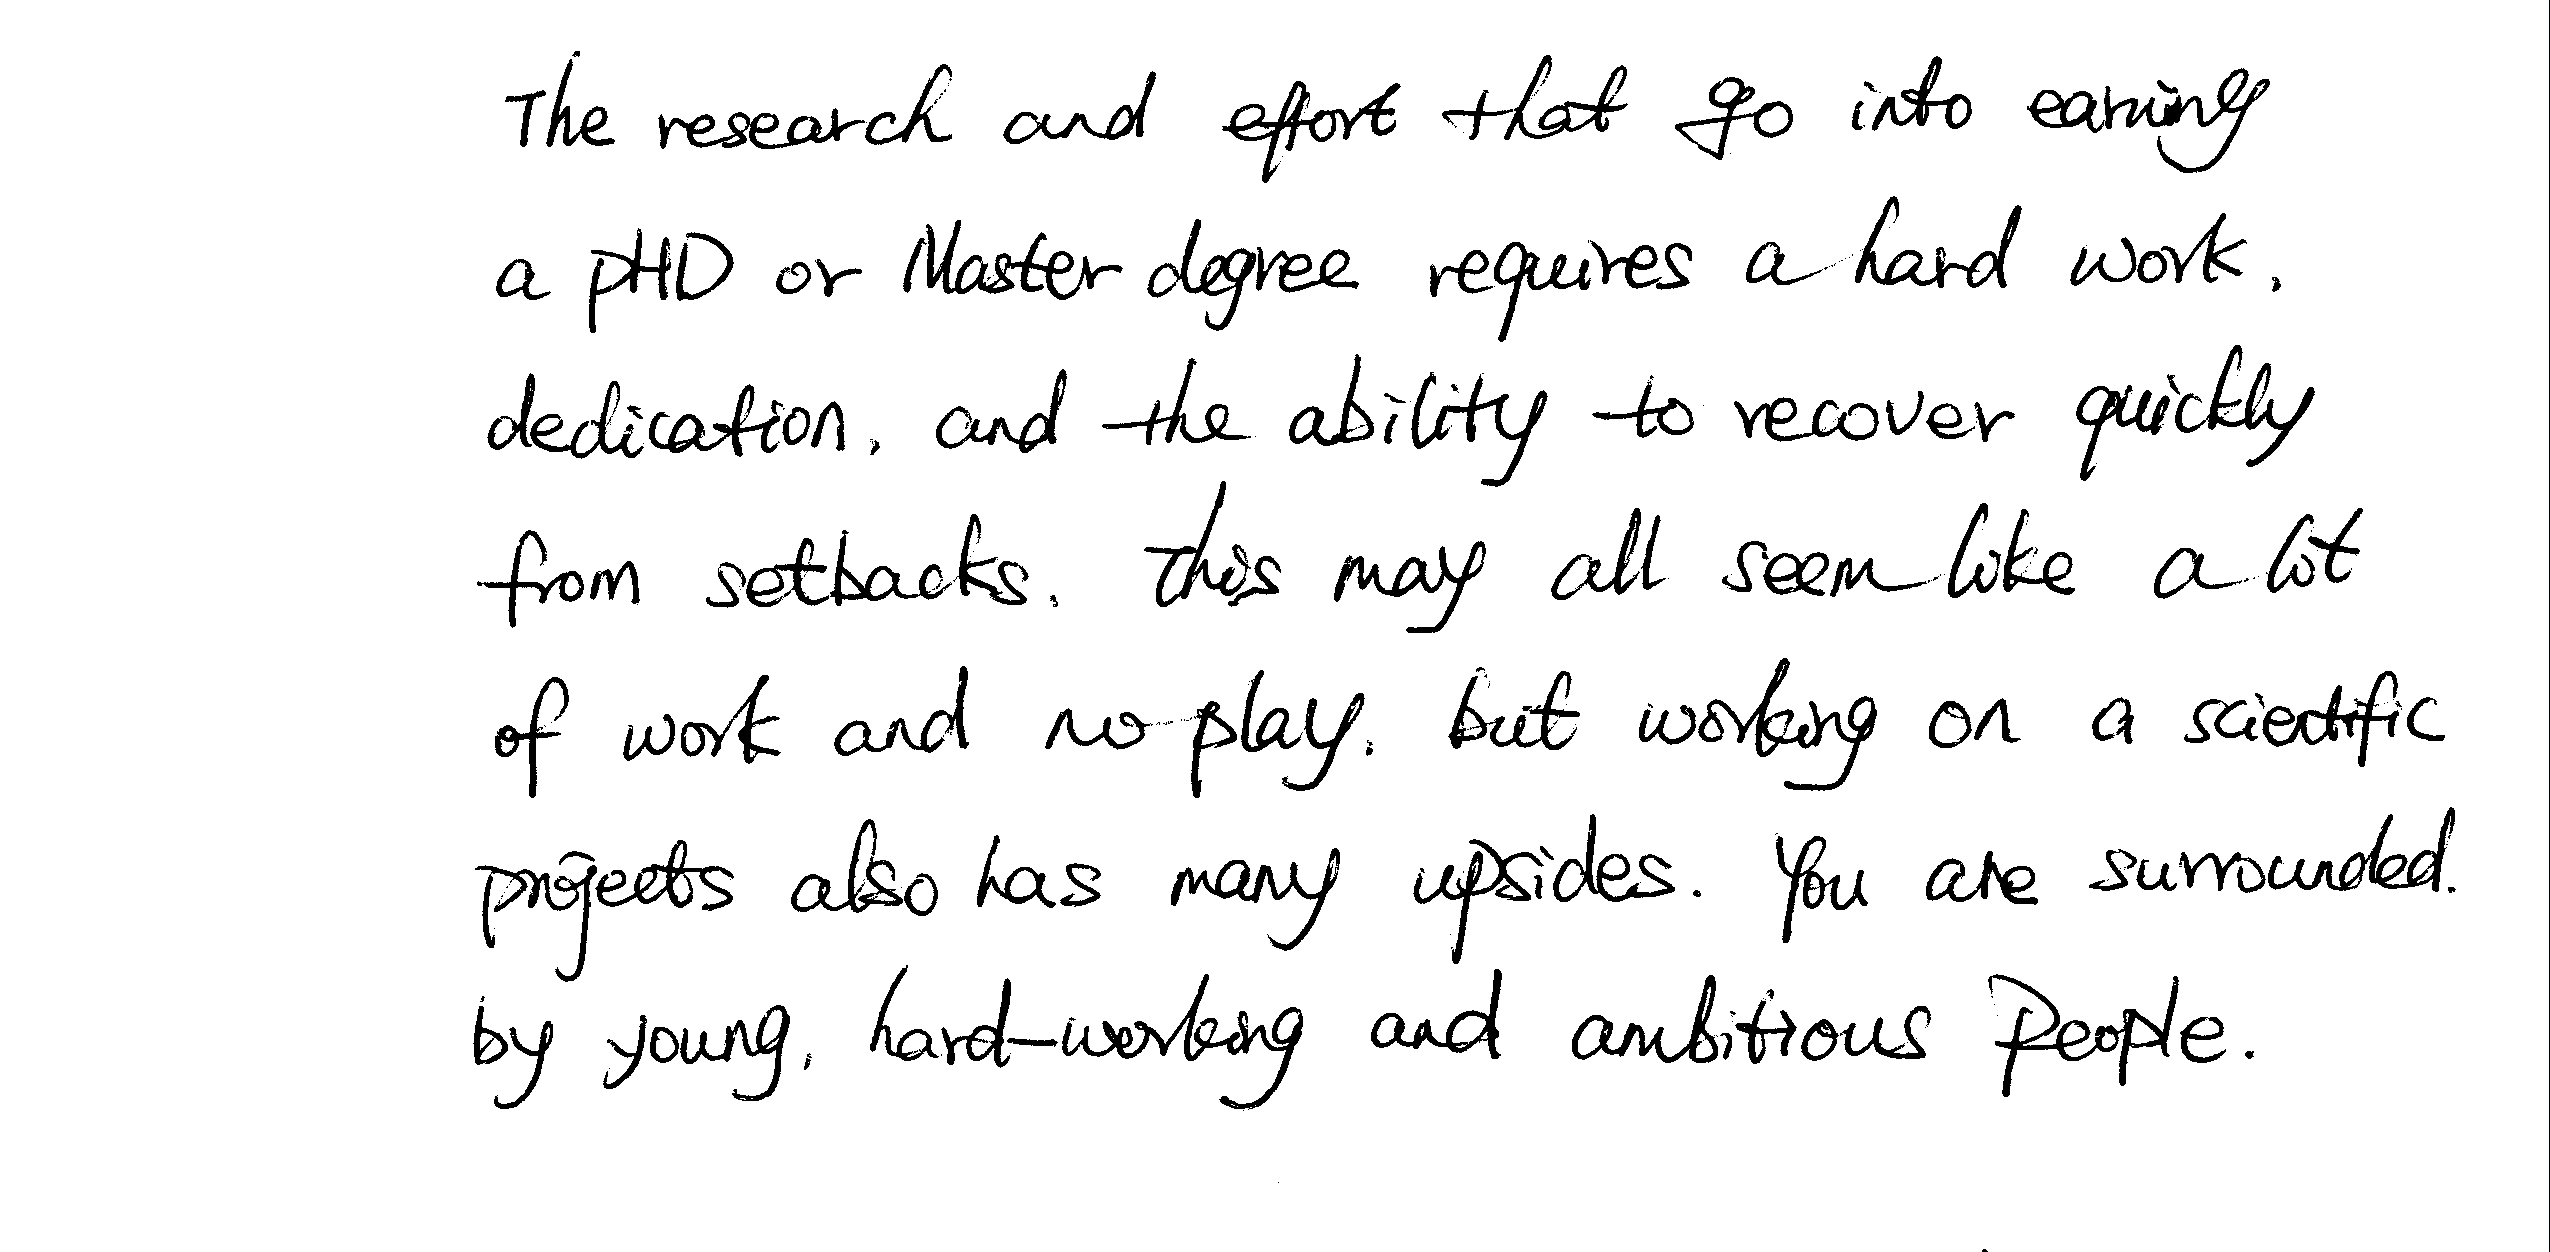 The research and effort that go into earning
a pHD or Master degree requires a hard work,
dedication, and the ability to recover quickly
from setbacks. This may all seem like a lot
of work and no play, but working on a scientific
projects also has many upsides. You are surrounded.
by young, hard-working and ambitious people.